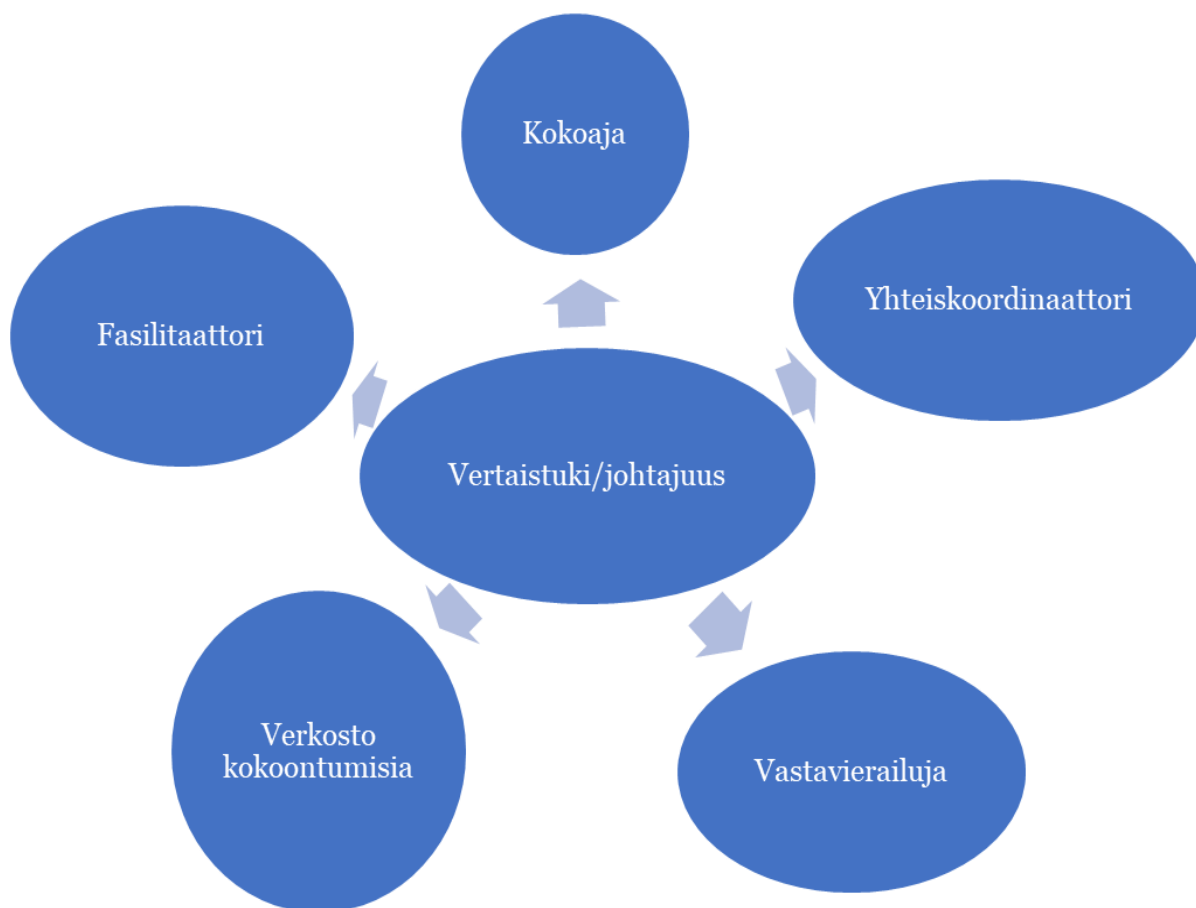 Kokoaja
Yhteiskoordinaattori
Fasilitaattori
Vertaistuki/johtajuus
Verkosto
kokoontumisia
Vastavierailuja